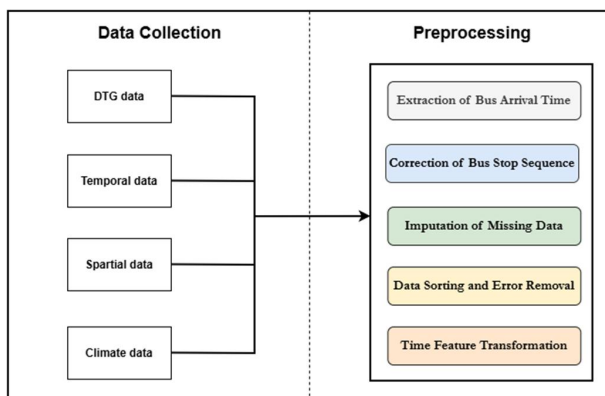 Data Collection
DTG data
Temporal data
Spartial data
Climate data
Preprocessing
Extraction of Bus Arrival Time
Correction of Bus Stop Sequence
Imputation of Missing Data
Data Sorting and Error Removal
Time Feature Transformation